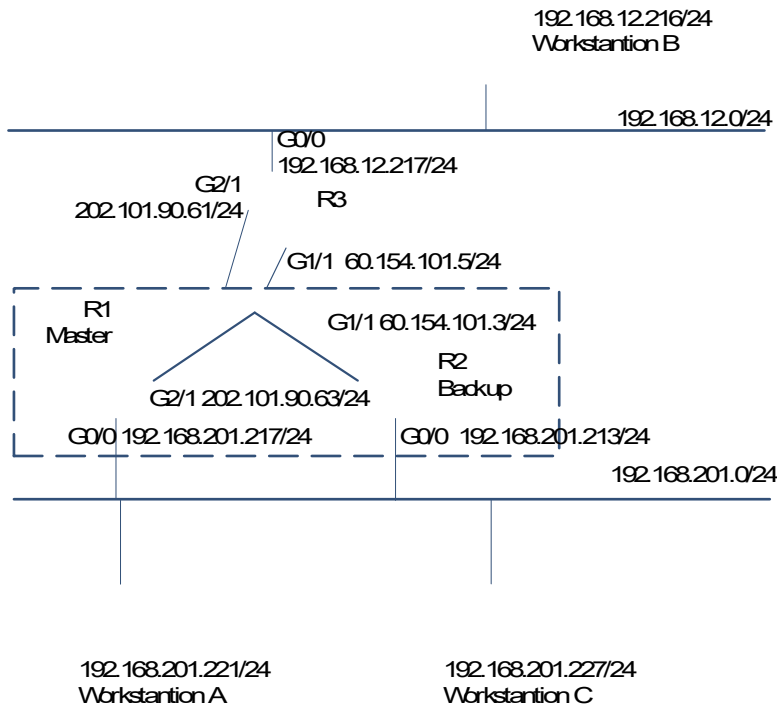 192.168.12.216/24
Workstantion B
192.168.12.0/24
G0/0
192.168.12.217/24
G2/1
202.101.90.61/24
R3
G1/1 60.154.101.5/24
R1
Master
G1/1 60.154.101.3/24
R2
Backup
G2/1 202.101.90.63/24
G0/0 192.168.201.217/24
G0/0 192.168.201.213/24
192.168.201.0/24
192.168.201.221/24
Workstantion A
192.168.201.227/24
Workstantion C